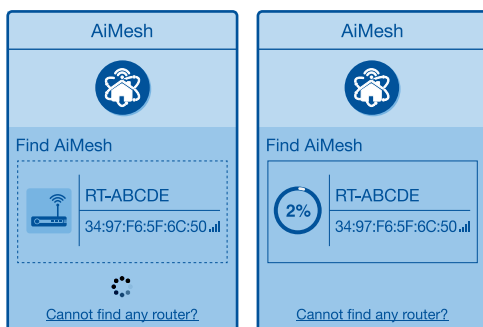 AiMesh
Find AiMesh
RT-ABCDE
34:97:F6:5F:6C:50
Cannot find any router?
AiMesh
Find AiMesh
2%
RT-ABCDE
34:97:F6:5F:6C:50
Cannot find any router?